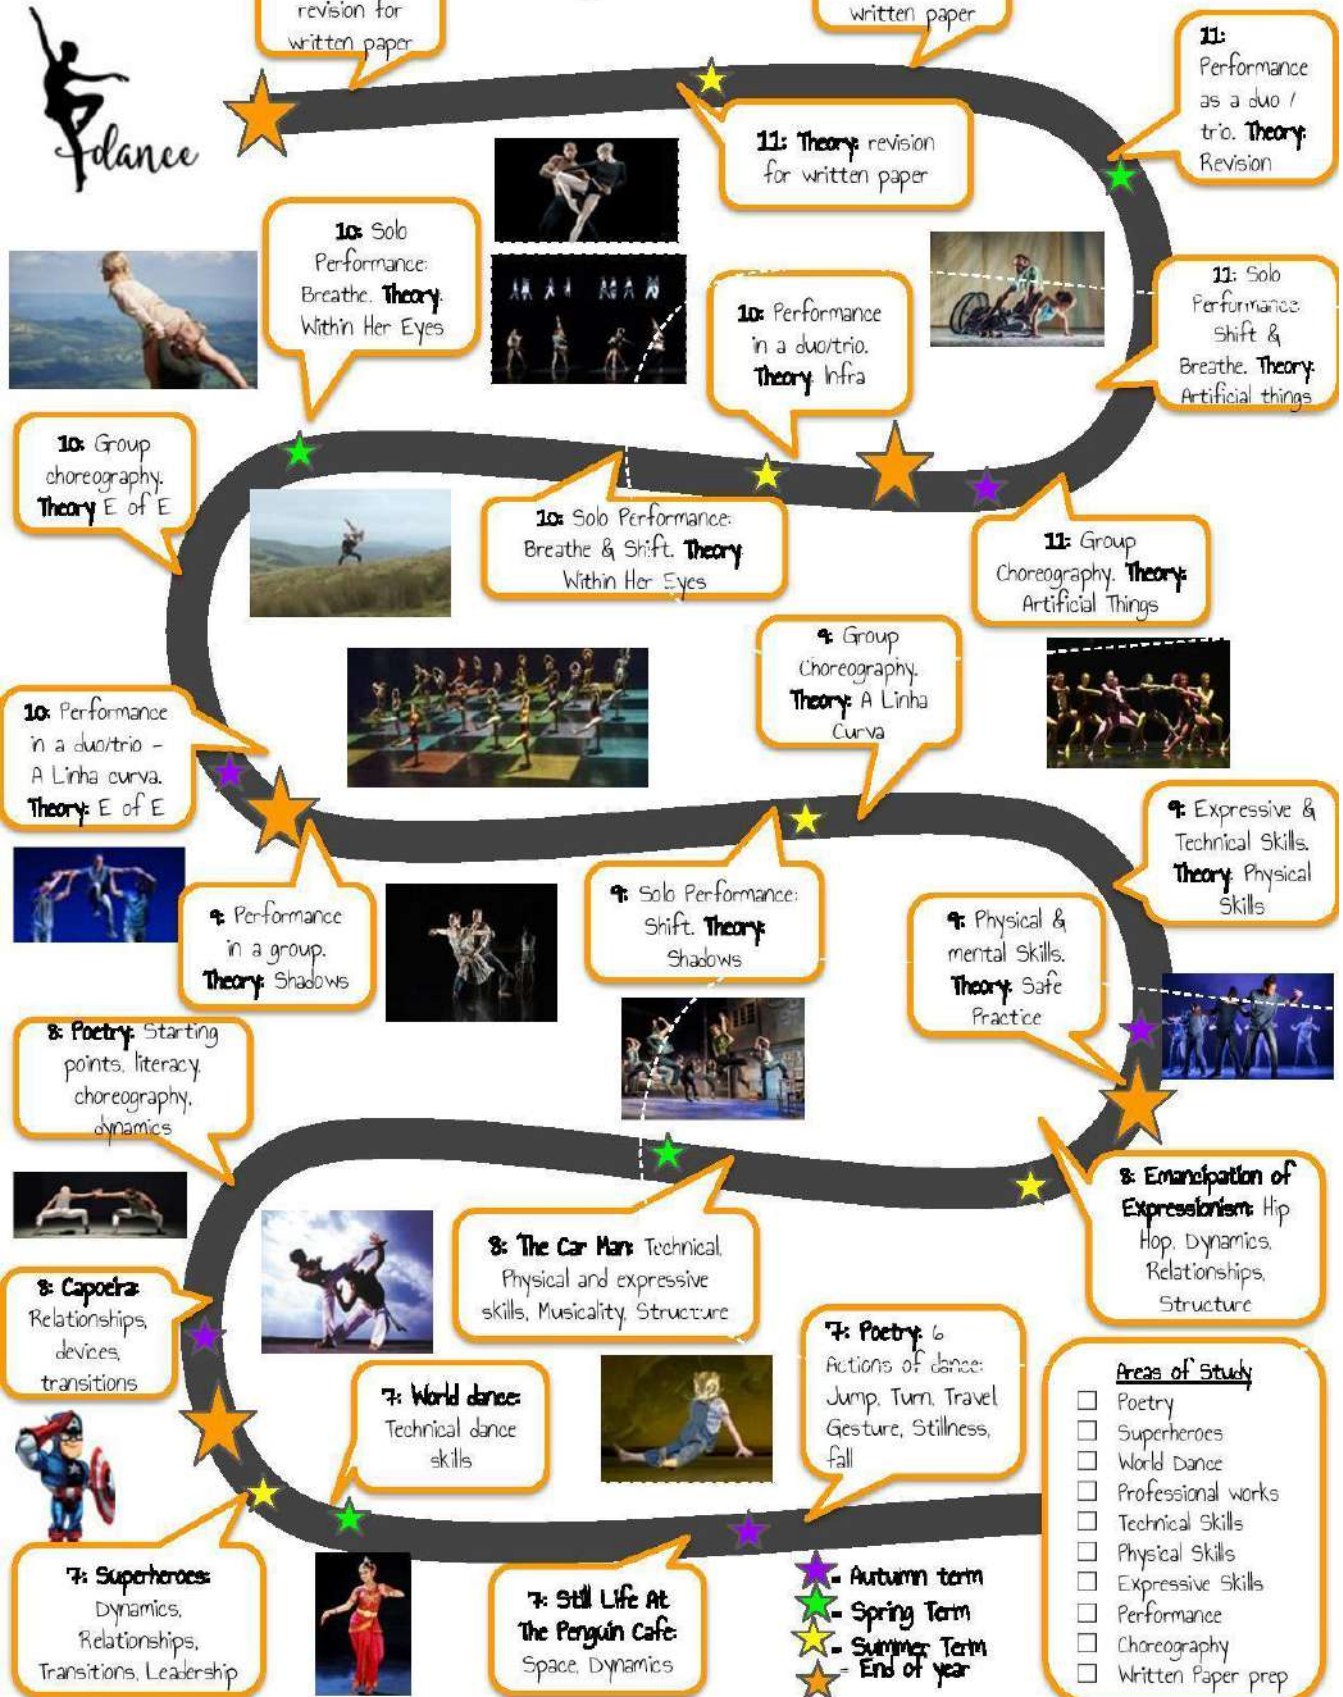 revision for
written paper
written paper
dance
11:
Performance
as a duo /
trio. Theory:
Revision
11: Theory: revision
for written paper
10: Solo
Performance:
Breathe. Theory:
Within Her Eyes
10: Performance
in a duo/trio.
Theory: Infra
11: Solo
Performance:
Shift &
Breathe. Theory:
Artificial things
10: Group
choreography.
Theory E of E
10: Solo Performance:
Breathe & Shift. Theory
Within Her Eyes
11: Group
Choreography. Theory:
Artificial Things
9: Group
Choreography.
Theory: A Linha
Curva
10: Performance
in a duo/trio -
A Linha curva.
Theory: E of E
9: Expressive &
Technical Skills.
Theory: Physical
Skills
9: Performance
in a group.
Theory: Shadows
9: Solo Performance:
Shift. Theory:
Shadows
9: Physical &
mental Skills.
Theory: Safe
Practice
8: Poetry: Starting
points, literacy,
choreography,
dynamics
8: Emancipation of
Expressionism: Hip
Hop, Dynamics,
Relationships,
Structure
8: The Car Man: Technical,
Physical and expressive
skills, Musicality, Structure
8: Capoeira:
Relationships,
devices,
transitions
7: World dance:
Technical dance
skills
7: Poetry: 6
Actions of dance:
Jump, Turn, Travel
Gesture, Stillness,
fall
7: Superheroes:
Dynamics,
Relationships,
Transitions, Leadership
7: Still Life At
The Penguin Cafe:
Space, Dynamics
= Autumn term
= Spring Term
= Summer Term
= End of year
Areas of Study
Poetry
Superheroes
World Dance
Professional works
Technical Skills
Physical Skills
Expressive Skills
Performance
Choreography
Written Paper prep